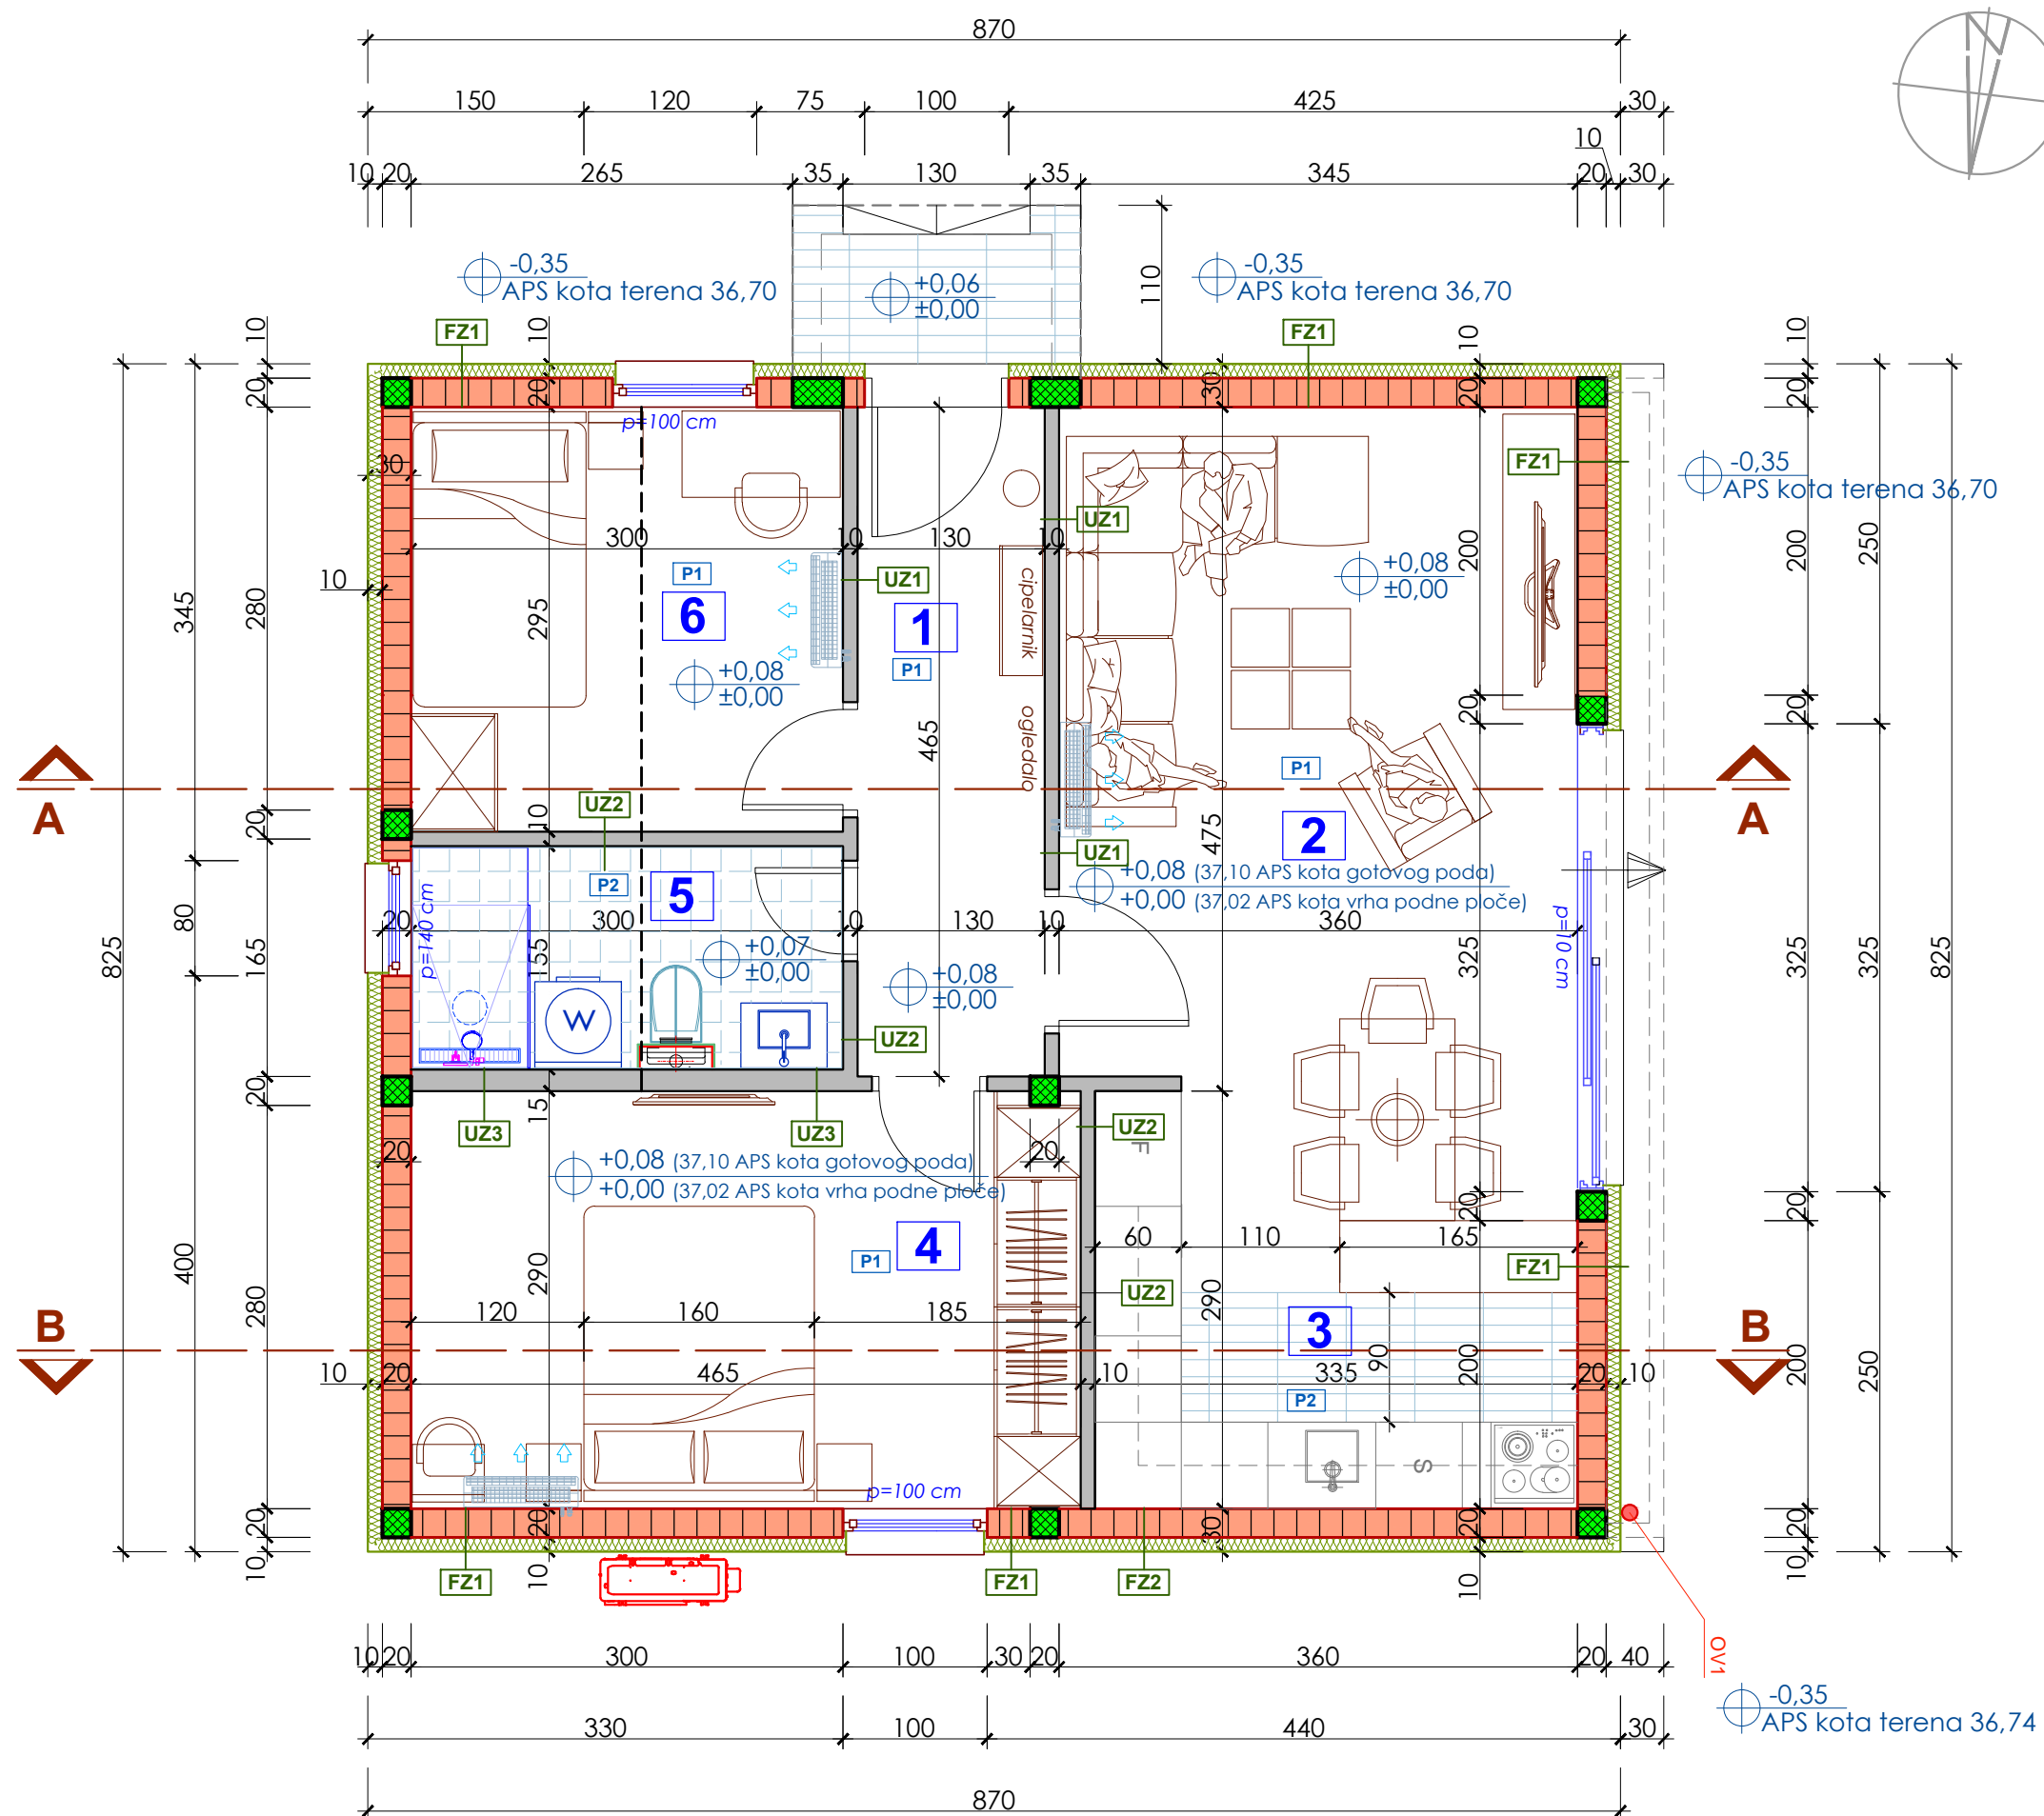 870
150 120 75 100 425 30
10
10 20 265 35 130 35 345 20 30
-0,35
APS kota terena 36,70
+0,06
±0,00
110
-0,35
APS kota terena 36,70
FZ1
FZ1
10
10
10
10
20
20
30
20
20
p=100 cm
30
FZ1
-0,35
APS kota terena 36,70
UZ1
300 10 130 10
200
200
250
+0,08
±0,00
P1
UZ1
6
1
cipelarnik
10
345
280
295
P1
+0,08
±0,00
ogledalo
465
20
20
A
UZ2
10
P1
A
20
475
2
UZ1
P2
5
+0,08 (37,10 APS kota gotovog poda)
+0,00 (37,02 APS kota vrha podne ploče)
p=140 cm
20 300 10 130 10 360
p=10 cm
825
80
165
155
+0,07
±0,00
+0,08
±0,00
325
325
325
825
W
UZ2
20
15
UZ3
UZ3
UZ2
F
20
20
+0,08 (37,10 APS kota gotovog poda)
+0,00 (37,02 APS kota vrha podne ploče)
20
20
4
P1
60 110 165
FZ1
400
280
290
UZ2
290
3
120 160 185
B
B
90
200
200
250
10 20 465 10 335 20 10
P2
S
p=100 cm
20
20
30
20
20
10
10
10
10
FZ1
FZ1
FZ2
OV1
10 20 300 100 30 20 360 20 40
-0,35
APS kota terena 36,74
330 100 440 30
870